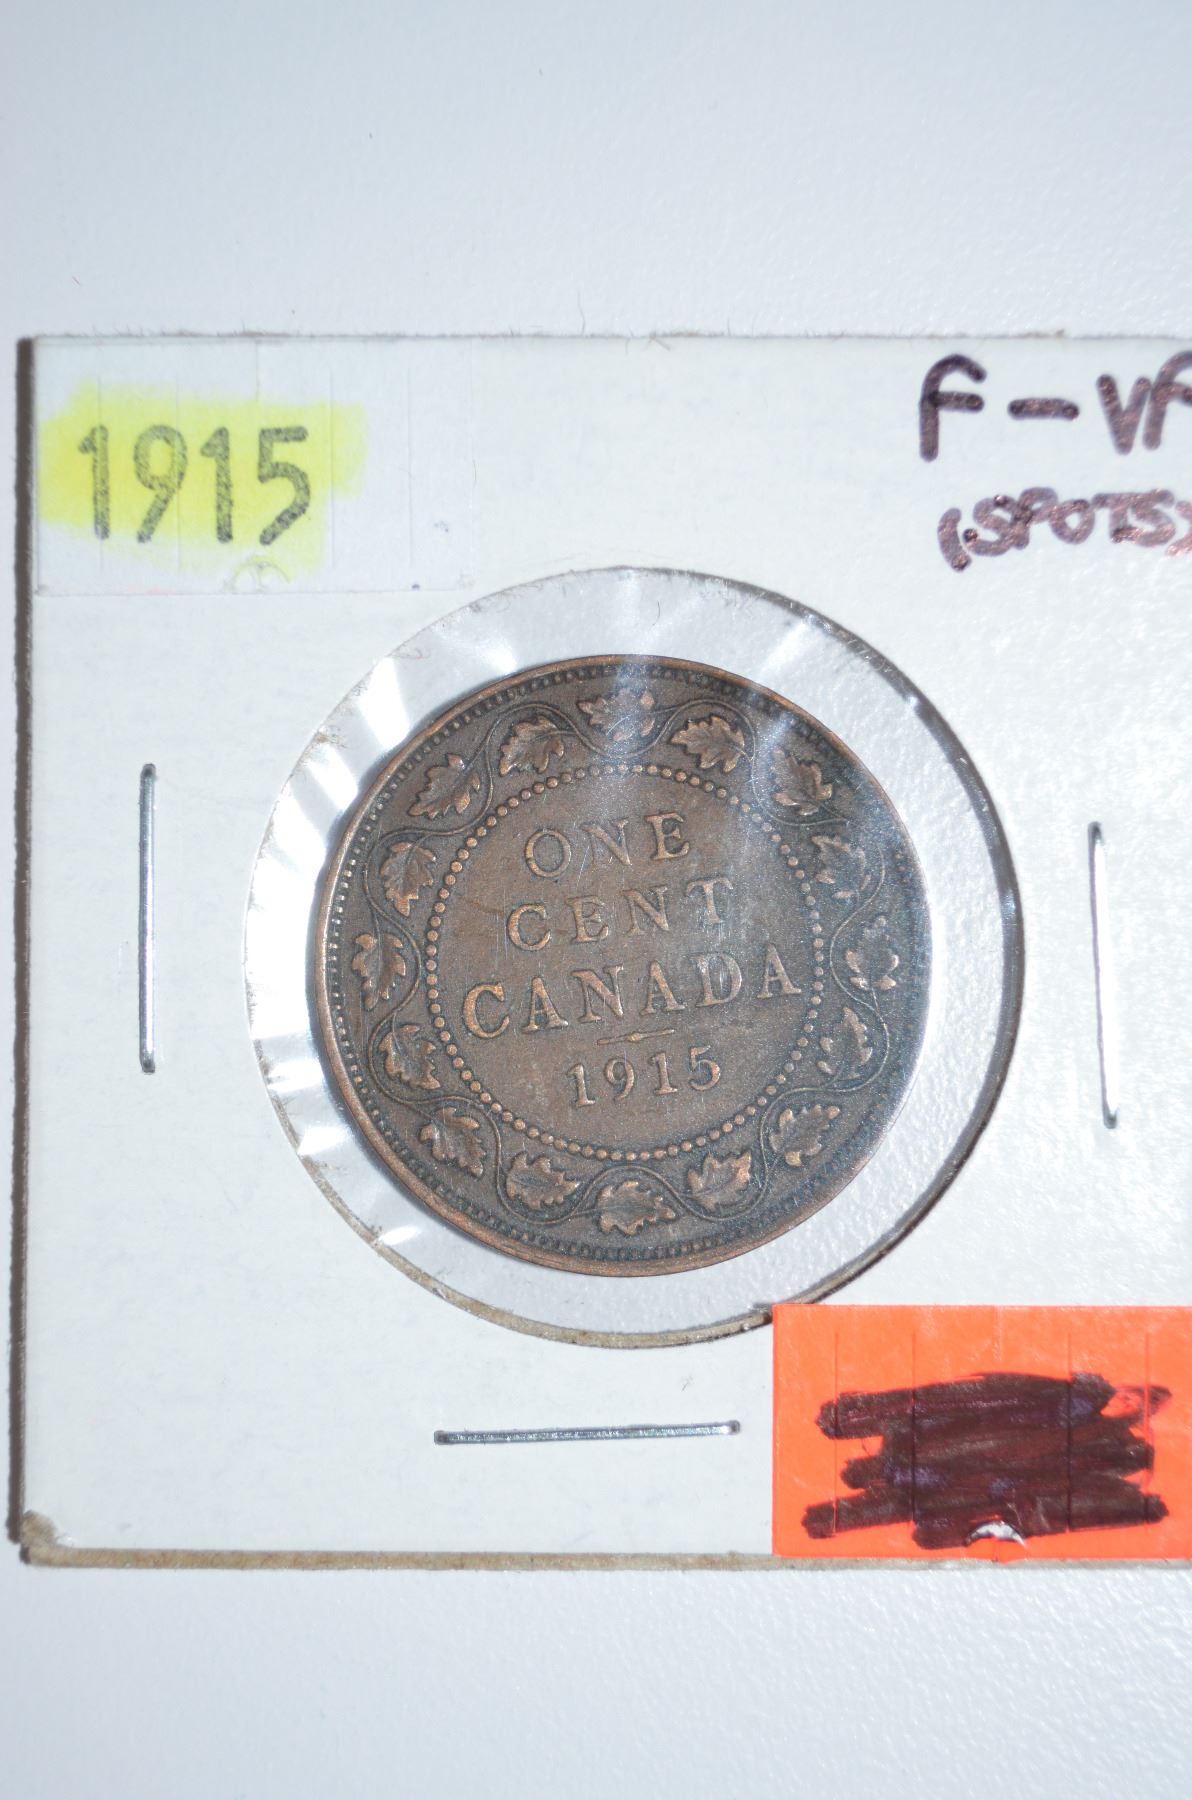 1915
F-VF
(SPOTS)
ONE
CENT
CANADA
1915